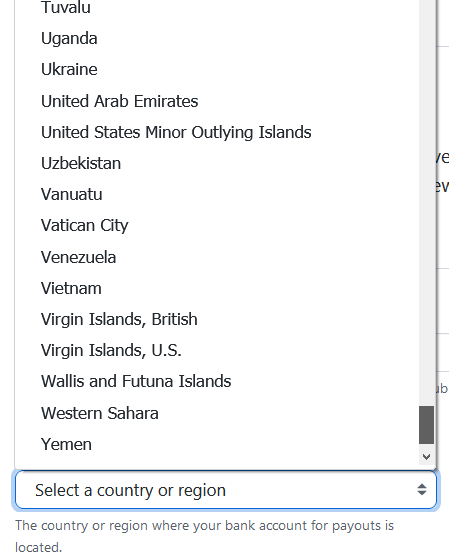 Tuvalu
Uganda
Ukraine
United Arab Emirates
United States Minor Outlying Islands
Uzbekistan
Vanuatu
Vatican City
Venezuela
Vietnam
Virgin Islands, British
Virgin Islands, U.S.
Wallis and Futuna Islands
Western Sahara
Yemen
Select a country or region
The country or region where your bank account for payouts is
located.